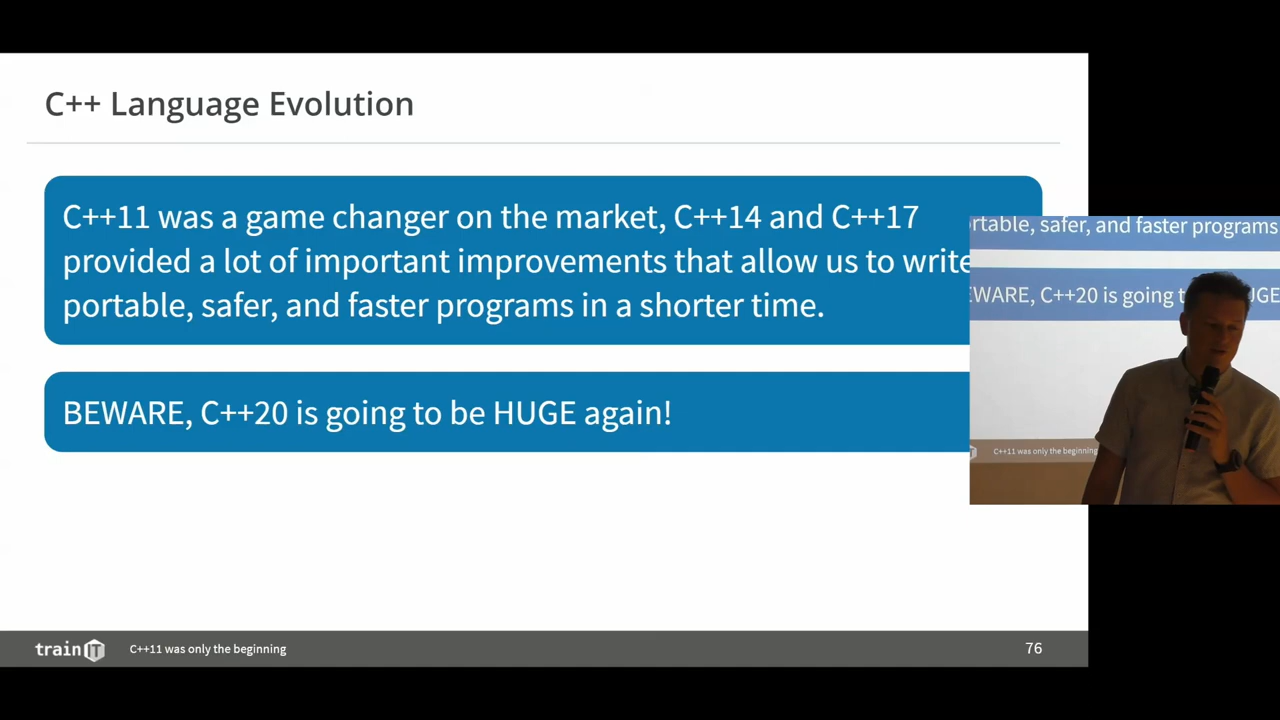 C++ Language Evolution
C++11 was a game changer on the market, C++14 and C++17
provided a lot of important improvements that allow us to write
portable, safer, and faster programs in a shorter time.
BEWARE, C++20 is going to be HUGE again!
rtable, safer, and faster programs
EWARE, C++20 is going t UGE
C++11 was only the beginning
train IT
C++11 was only the beginning
76